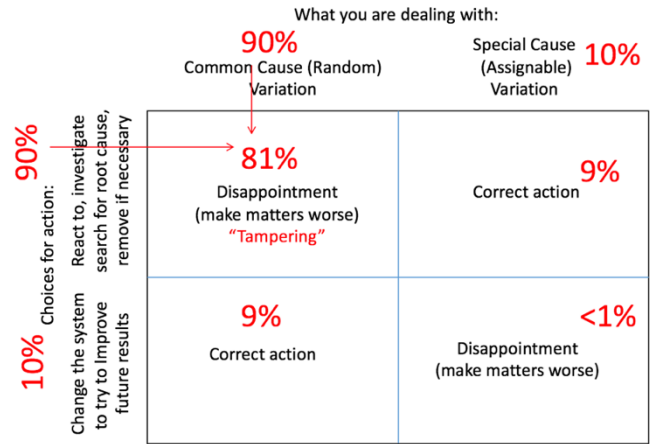 What you are dealing with:
90%
Common Cause (Random)
Variation
Special Cause
(Assignable)
Variation
10%
90%
10%
Choices for action:
React to, investigate
search for root cause,
remove if necessary
81%
Disappointment
(make matters worse)
“Tampering”
9%
Correct action
Change the system
to try to Improve
future results
9%
Correct action
<1%
Disappointment
(make matters worse)